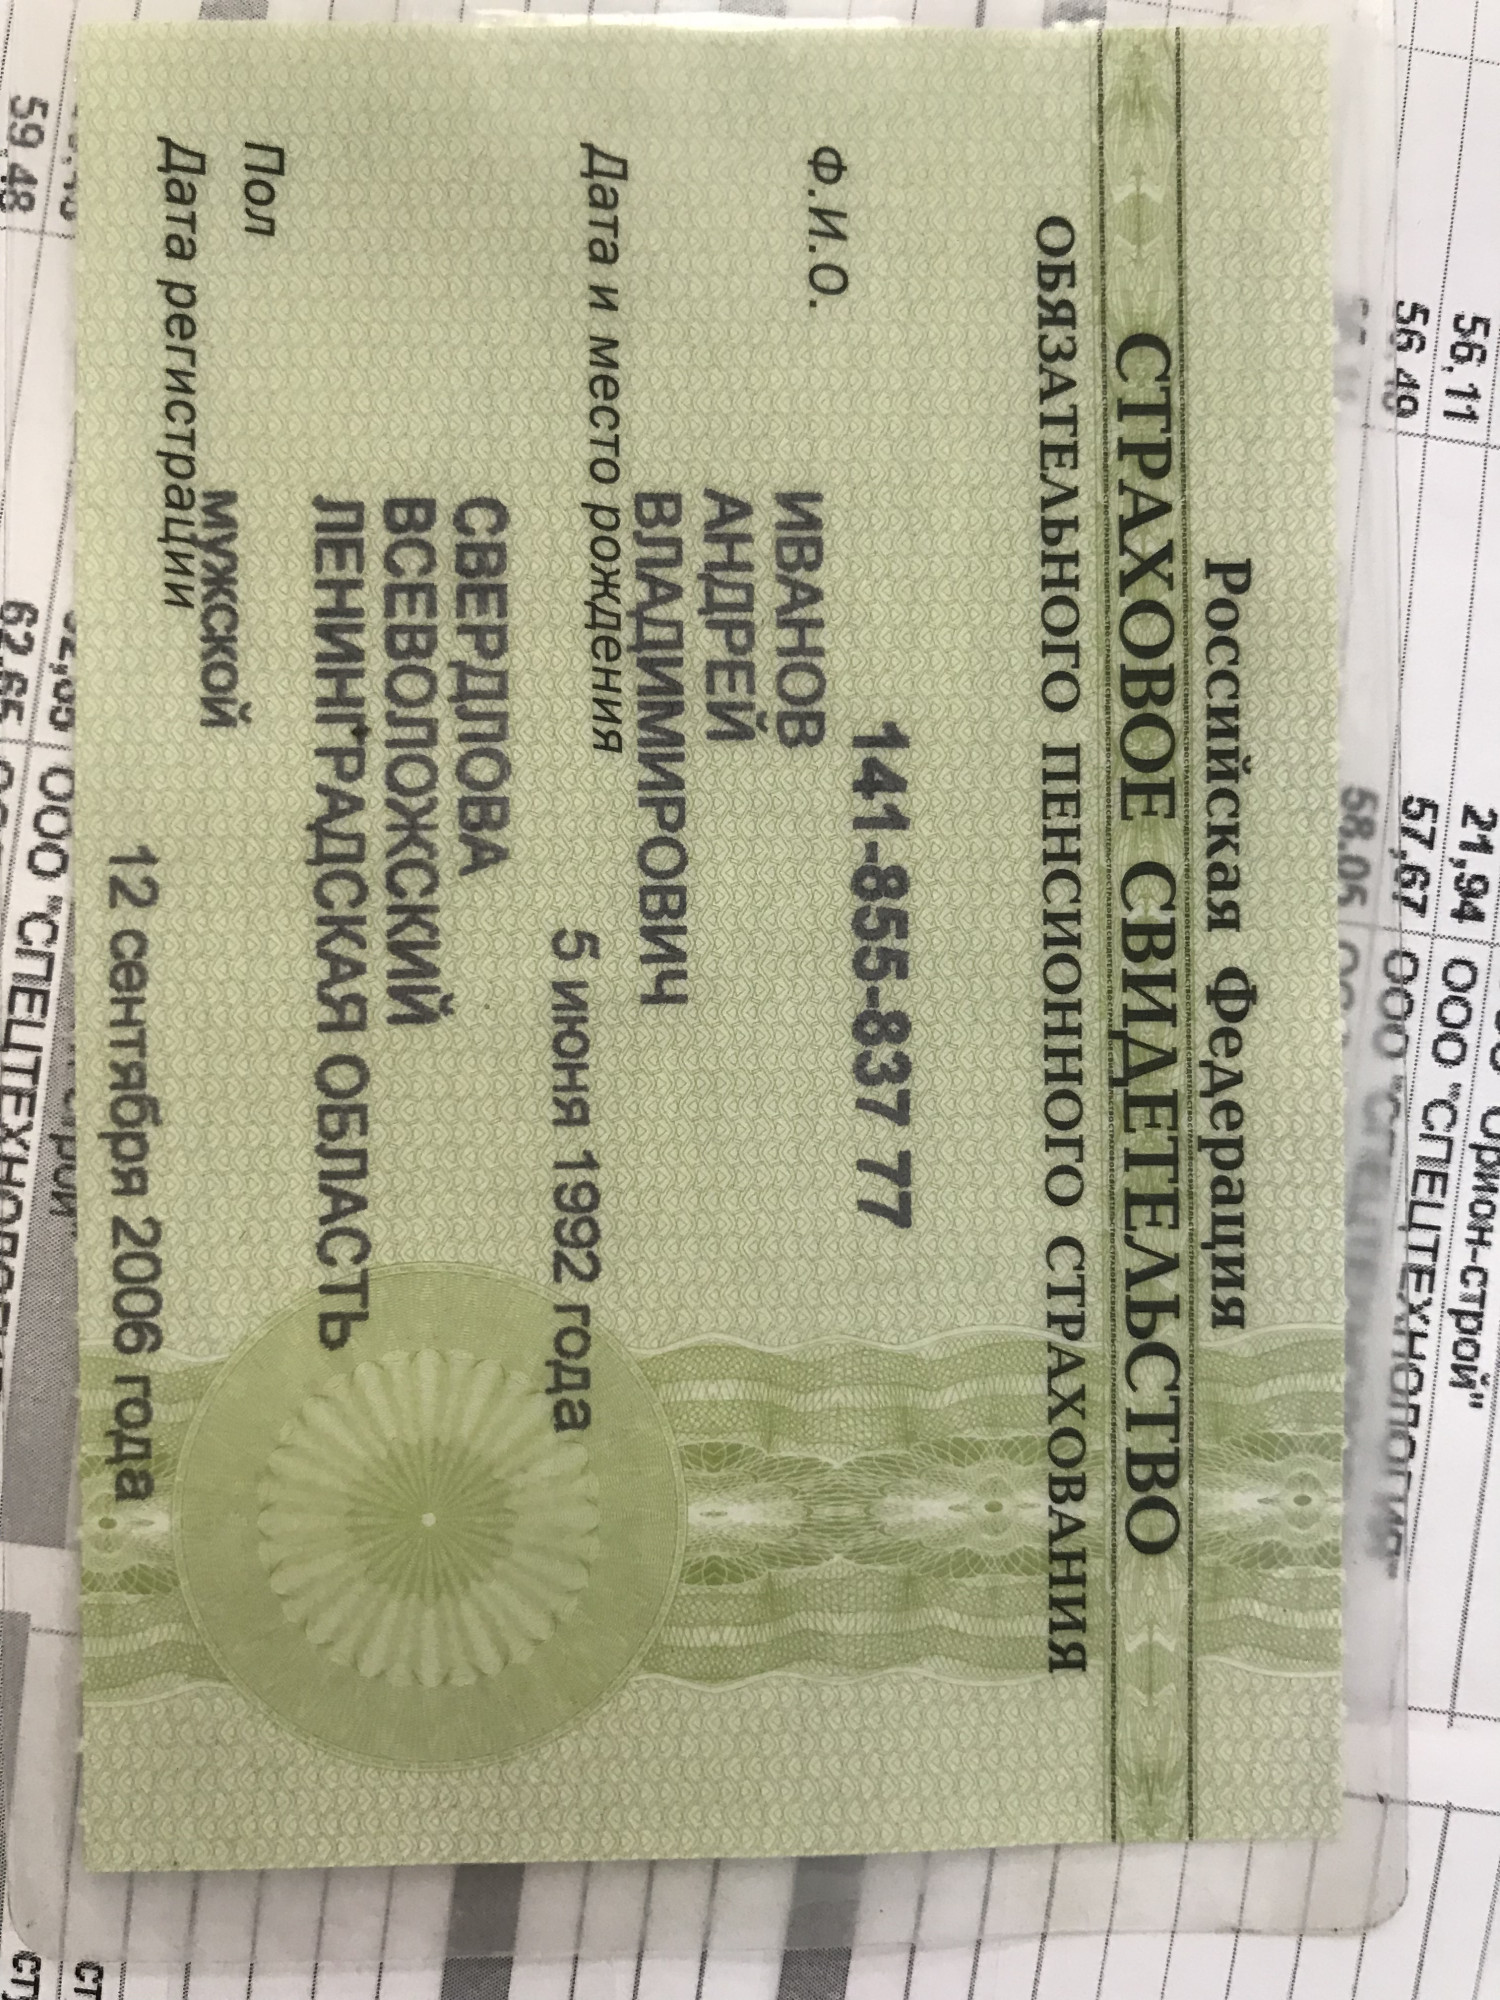 Российская Федерация
СТРАХОВОЕ СВИДЕТЕЛЬСТВО
ОБЯЗАТЕЛЬНОГО ПЕНСИОННОГО СТРАХОВАНИЯ
141-855-837 77
Ф.И.О.
ИВАНОВ
АНДРЕЙ
ВЛАДИМИРОВИЧ
Дата и место рождения
5 июня 1992 года
СВЕРДЛОВА
ВСЕВОЛОЖСКИЙ
ЛЕНИНГРАДСКАЯ ОБЛАСТЬ
Пол
мужской
Дата регистрации
12 сентября 2006 года
56,11 21,94 ООО "Орион-строй"
56,49 57,67 ООО "СПЕЦТЕХНОЛОГИЯ"
58,05 ООО
ООО "СПЕЦТЕХНОЛОГИЯ"
59,48 62,65